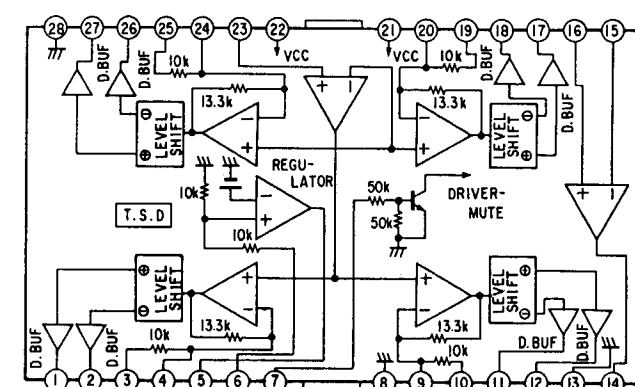 28 27 26 25 24 23 22 21 20 19 18 17 16 15
VCC VCC
D.BUF D.BUF 10k 10k D.BUF D.BUF
13.3k 13.3k
+ − − + + −
⊖ LEVEL SHIFT ⊕
⊖ LEVEL SHIFT ⊕
REGU-
LATOR
10k
− +
T.S.D
10k
50k
50k
DRIVER-
MUTE
⊕ LEVEL SHIFT ⊖
+ − + −
⊕ LEVEL SHIFT ⊖
13.3k 13.3k
D.BUF D.BUF 10k 10k D.BUF D.BUF
1 2 3 4 5 6 7 8 9 10 11 12 13 14